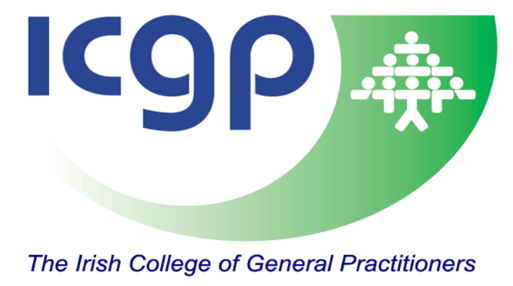 ICGP
The Irish College of General Practitioners